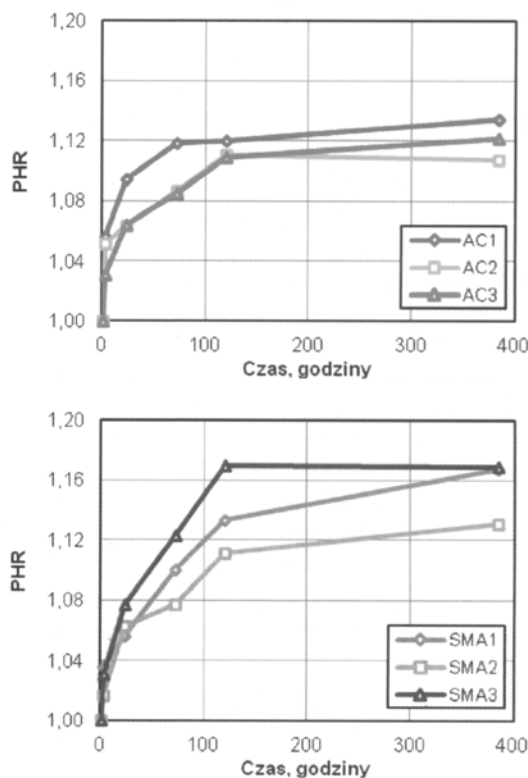 1,20
1,16
1,12
1,08
1,04
1,00
PHR
AC1
AC2
AC3
0
100
200
300
400
Czas, godziny
1,20
1,16
1,12
1,08
1,04
1,00
PHR
SMA1
SMA2
SMA3
0
100
200
300
400
Czas, godziny